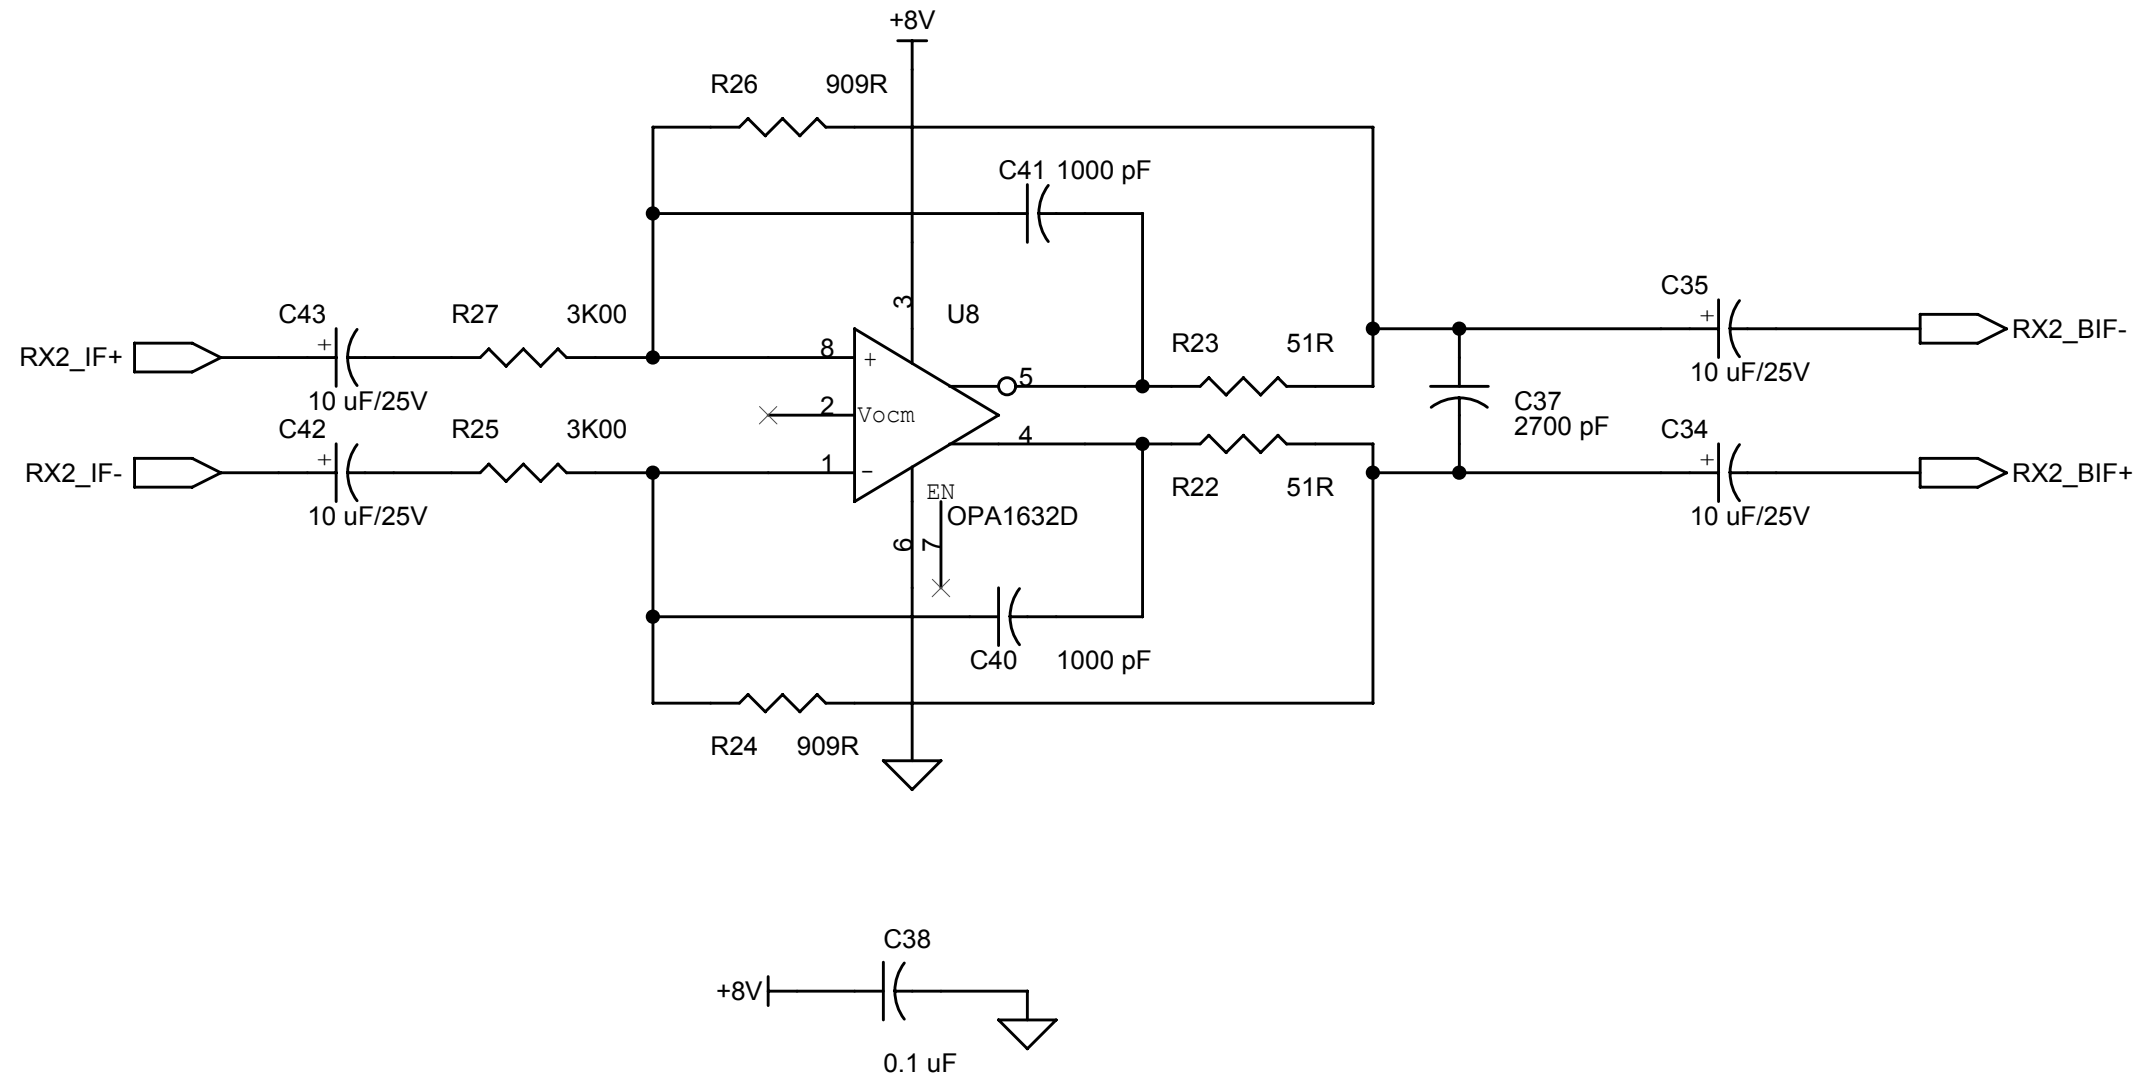 +8V
R26 909R
C41 1000 pF
3
C43 R27 3K00 U8
RX2_IF+ + 8 +
10 uF/25V
2 Vocm
C42 R25 3K00
RX2_IF- + 1 -
10 uF/25V
5
4
R23 51R
R22 51R
C35
+ RX2_BIF-
10 uF/25V
C37
2700 pF
C34
+ RX2_BIF+
10 uF/25V
EN
OPA1632D
6 7
C40 1000 pF
R24 909R
C38
+8V
0.1 uF